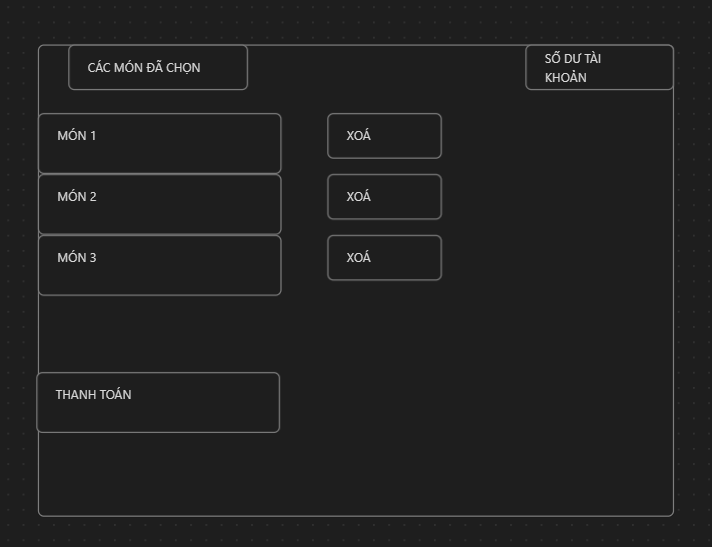 CÁC MÓN ĐÃ CHỌN
SỐ DƯ TÀI
KHOẢN
MÓN 1
XOÁ
MÓN 2
XOÁ
MÓN 3
XOÁ
THANH TOÁN